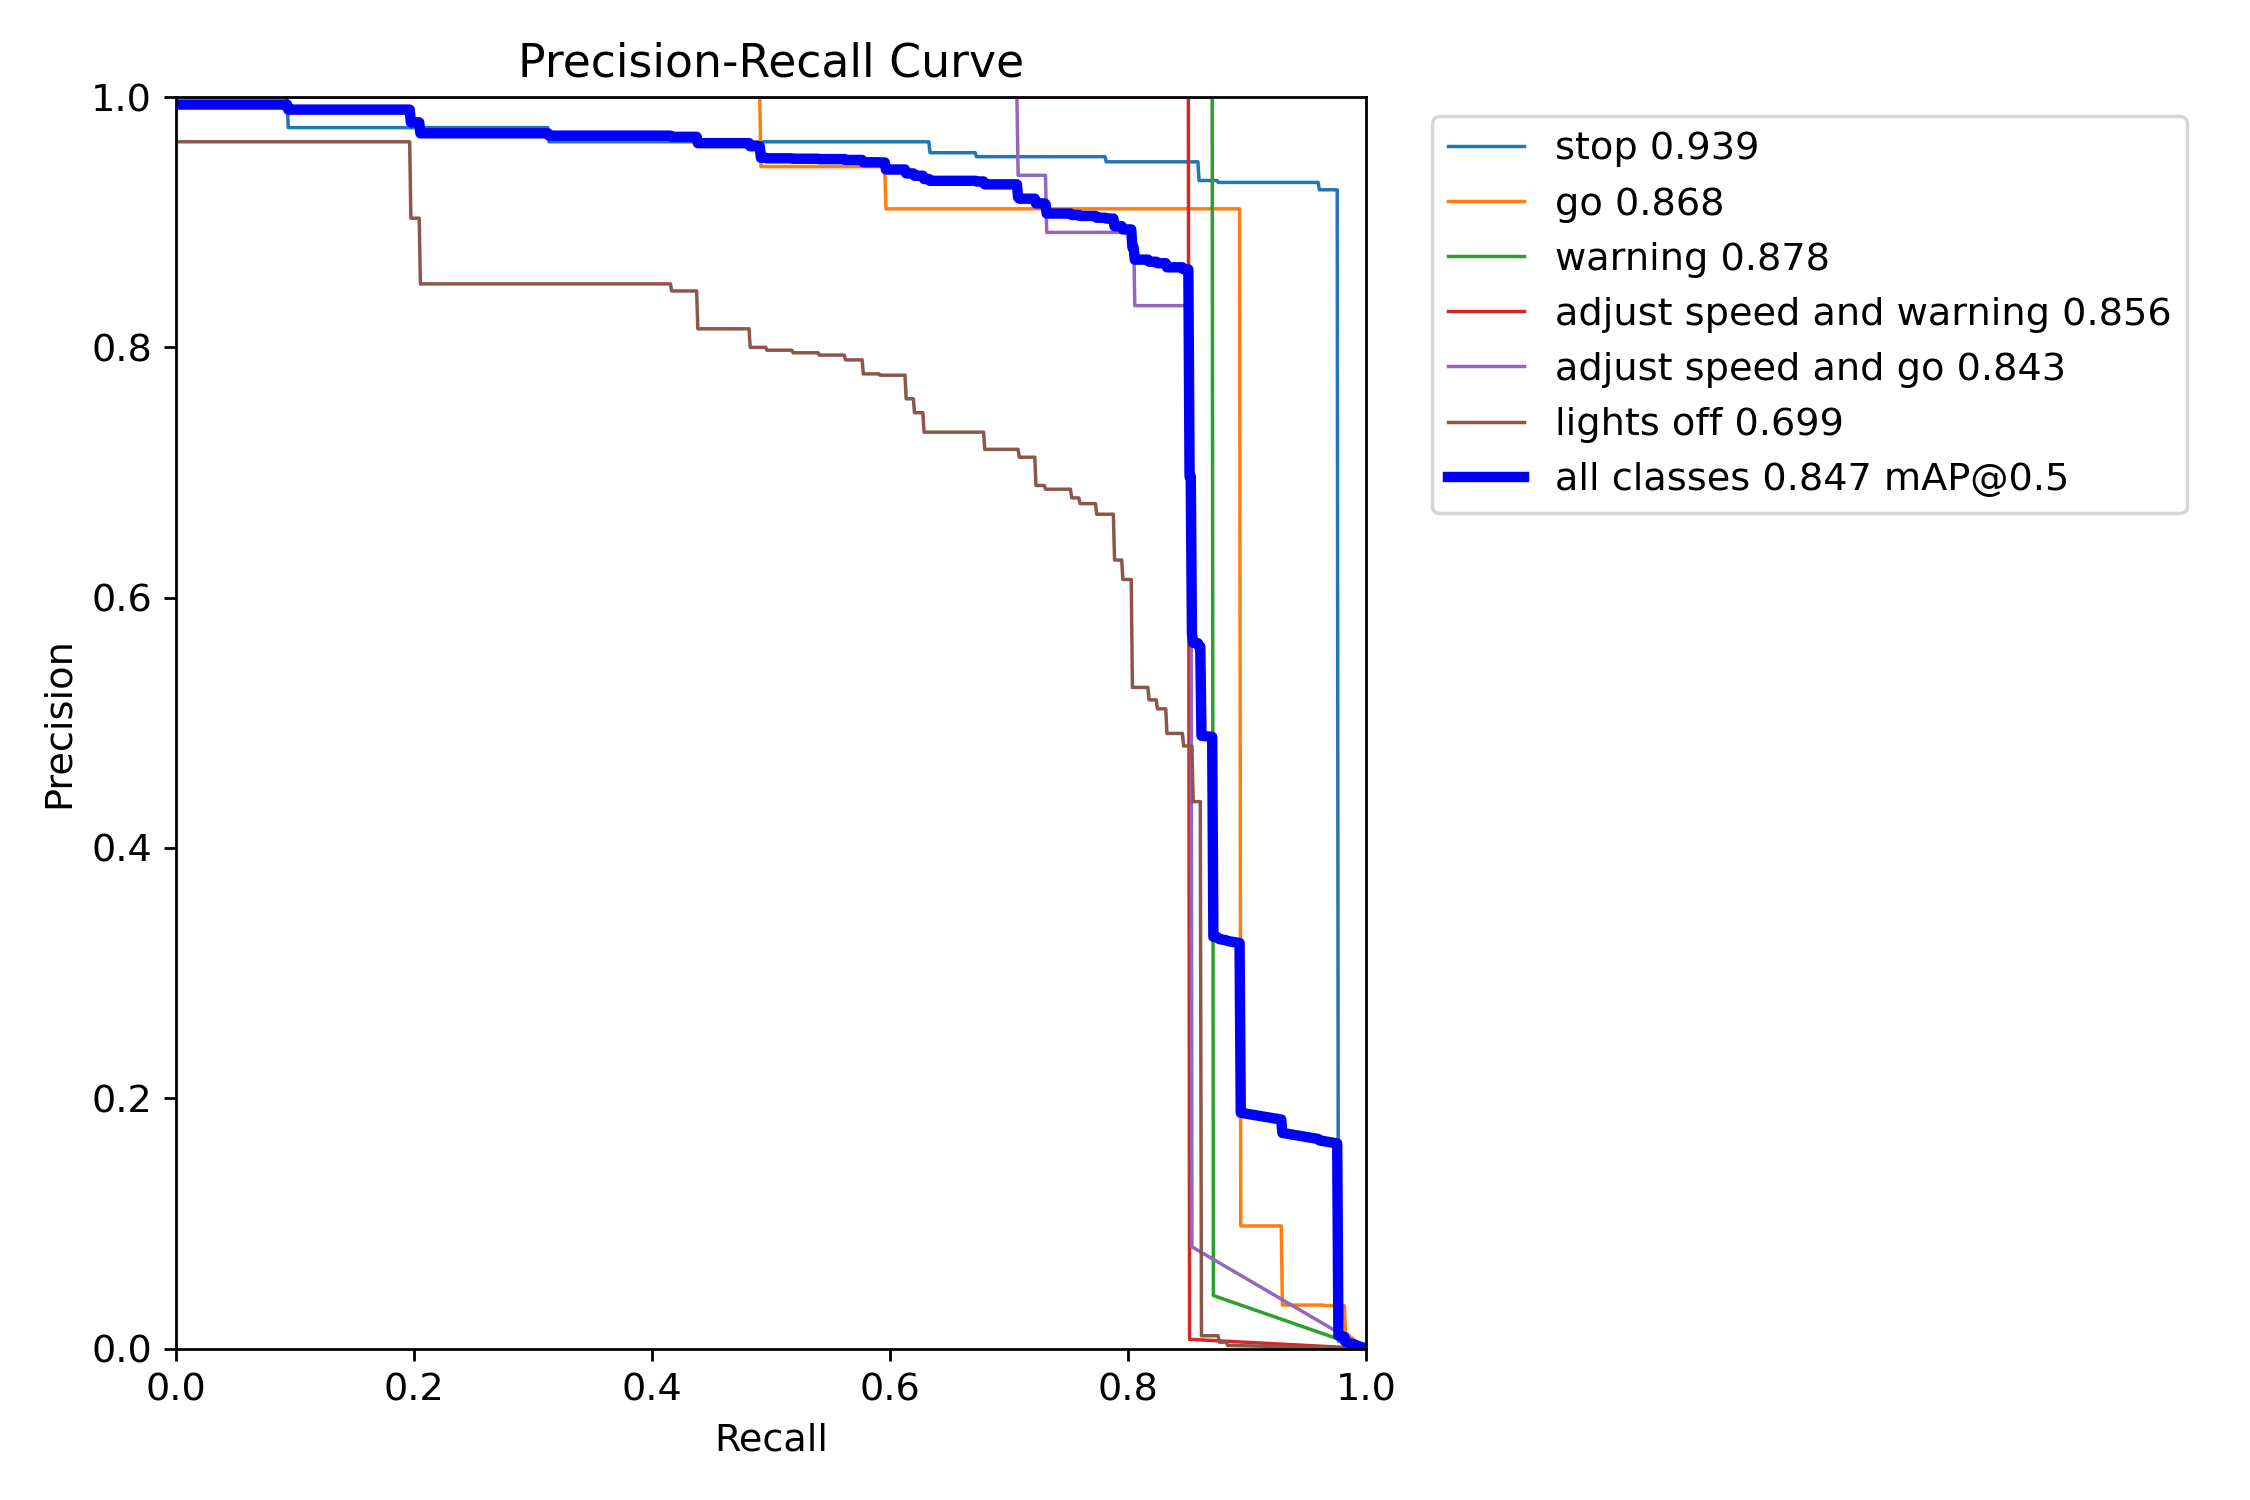 Precision-Recall Curve
1.0
0.8
0.6
0.4
0.2
0.0
Precision
0.0 0.2 0.4 0.6 0.8 1.0
Recall
stop 0.939
go 0.868
warning 0.878
adjust speed and warning 0.856
adjust speed and go 0.843
lights off 0.699
all classes 0.847 mAP@0.5